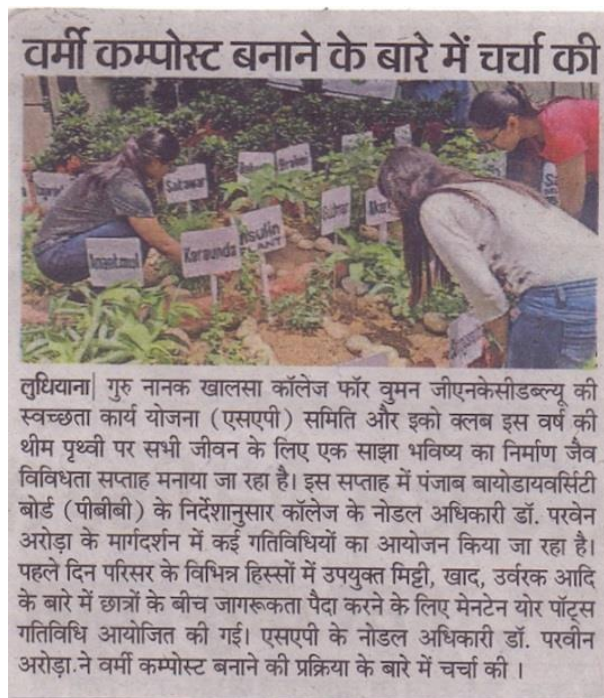 वर्मी कम्पोस्ट बनाने के बारे में चर्चा की
Satawar
Brahmi
Karaunda
Insulin
PLANT
लुधियाना| गुरु नानक खालसा कॉलेज फॉर वुमन जीएनकेसीडब्ल्यू की
स्वच्छता कार्य योजना (एसएपी) समिति और इको क्लब इस वर्ष की
थीम पृथ्वी पर सभी जीवन के लिए एक साझा भविष्य का निर्माण जैव
विविधता सप्ताह मनाया जा रहा है। इस सप्ताह में पंजाब बायोडायवर्सिटी
बोर्ड (पीबीबी) के निर्देशानुसार कॉलेज के नोडल अधिकारी डॉ. परवेन
अरोड़ा के मार्गदर्शन में कई गतिविधियों का आयोजन किया जा रहा है।
पहले दिन परिसर के विभिन्न हिस्सों में उपयुक्त मिट्टी, खाद, उर्वरक आदि
के बारे में छात्रों के बीच जागरूकता पैदा करने के लिए मेनटेन योर पॉट्स
गतिविधि आयोजित की गई। एसएपी के नोडल अधिकारी डॉ. परवीन
अरोड़ा.ने वर्मी कम्पोस्ट बनाने की प्रक्रिया के बारे में चर्चा की ।